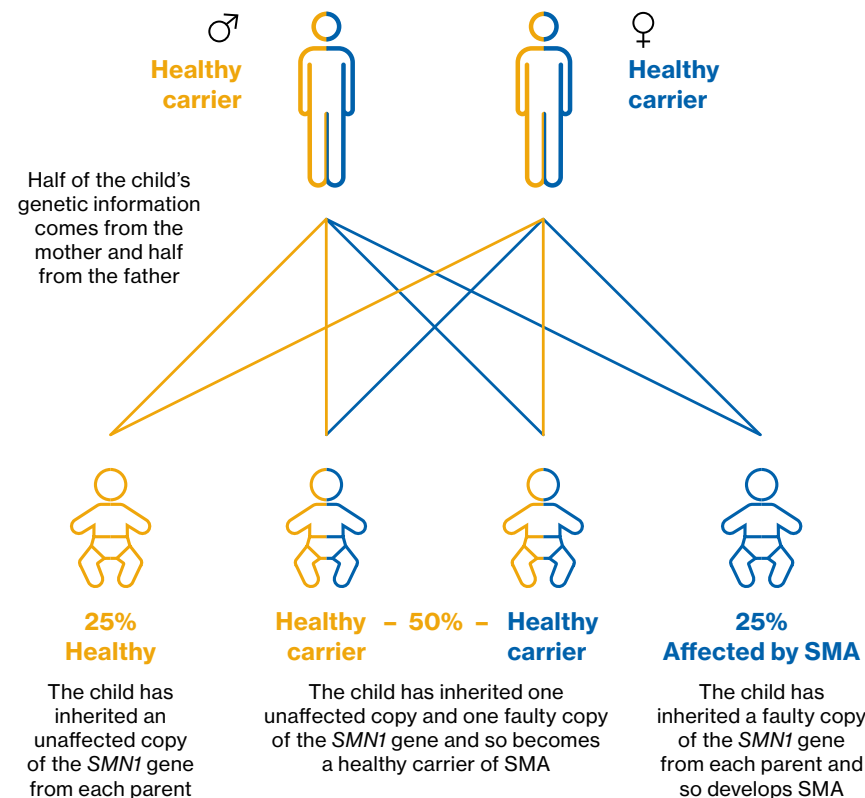 ♂
Healthy
carrier
♀
Healthy
carrier
Half of the child's
genetic information
comes from the
mother and half
from the father
25%
Healthy
The child has
inherited an
unaffected copy
of the SMN1 gene
from each parent
Healthy – 50% – Healthy
carrier carrier
The child has inherited one
unaffected copy and one faulty copy
of the SMN1 gene and so becomes
a healthy carrier of SMA
25%
Affected by SMA
The child has
inherited a faulty copy
of the SMN1 gene
from each parent and
so develops SMA